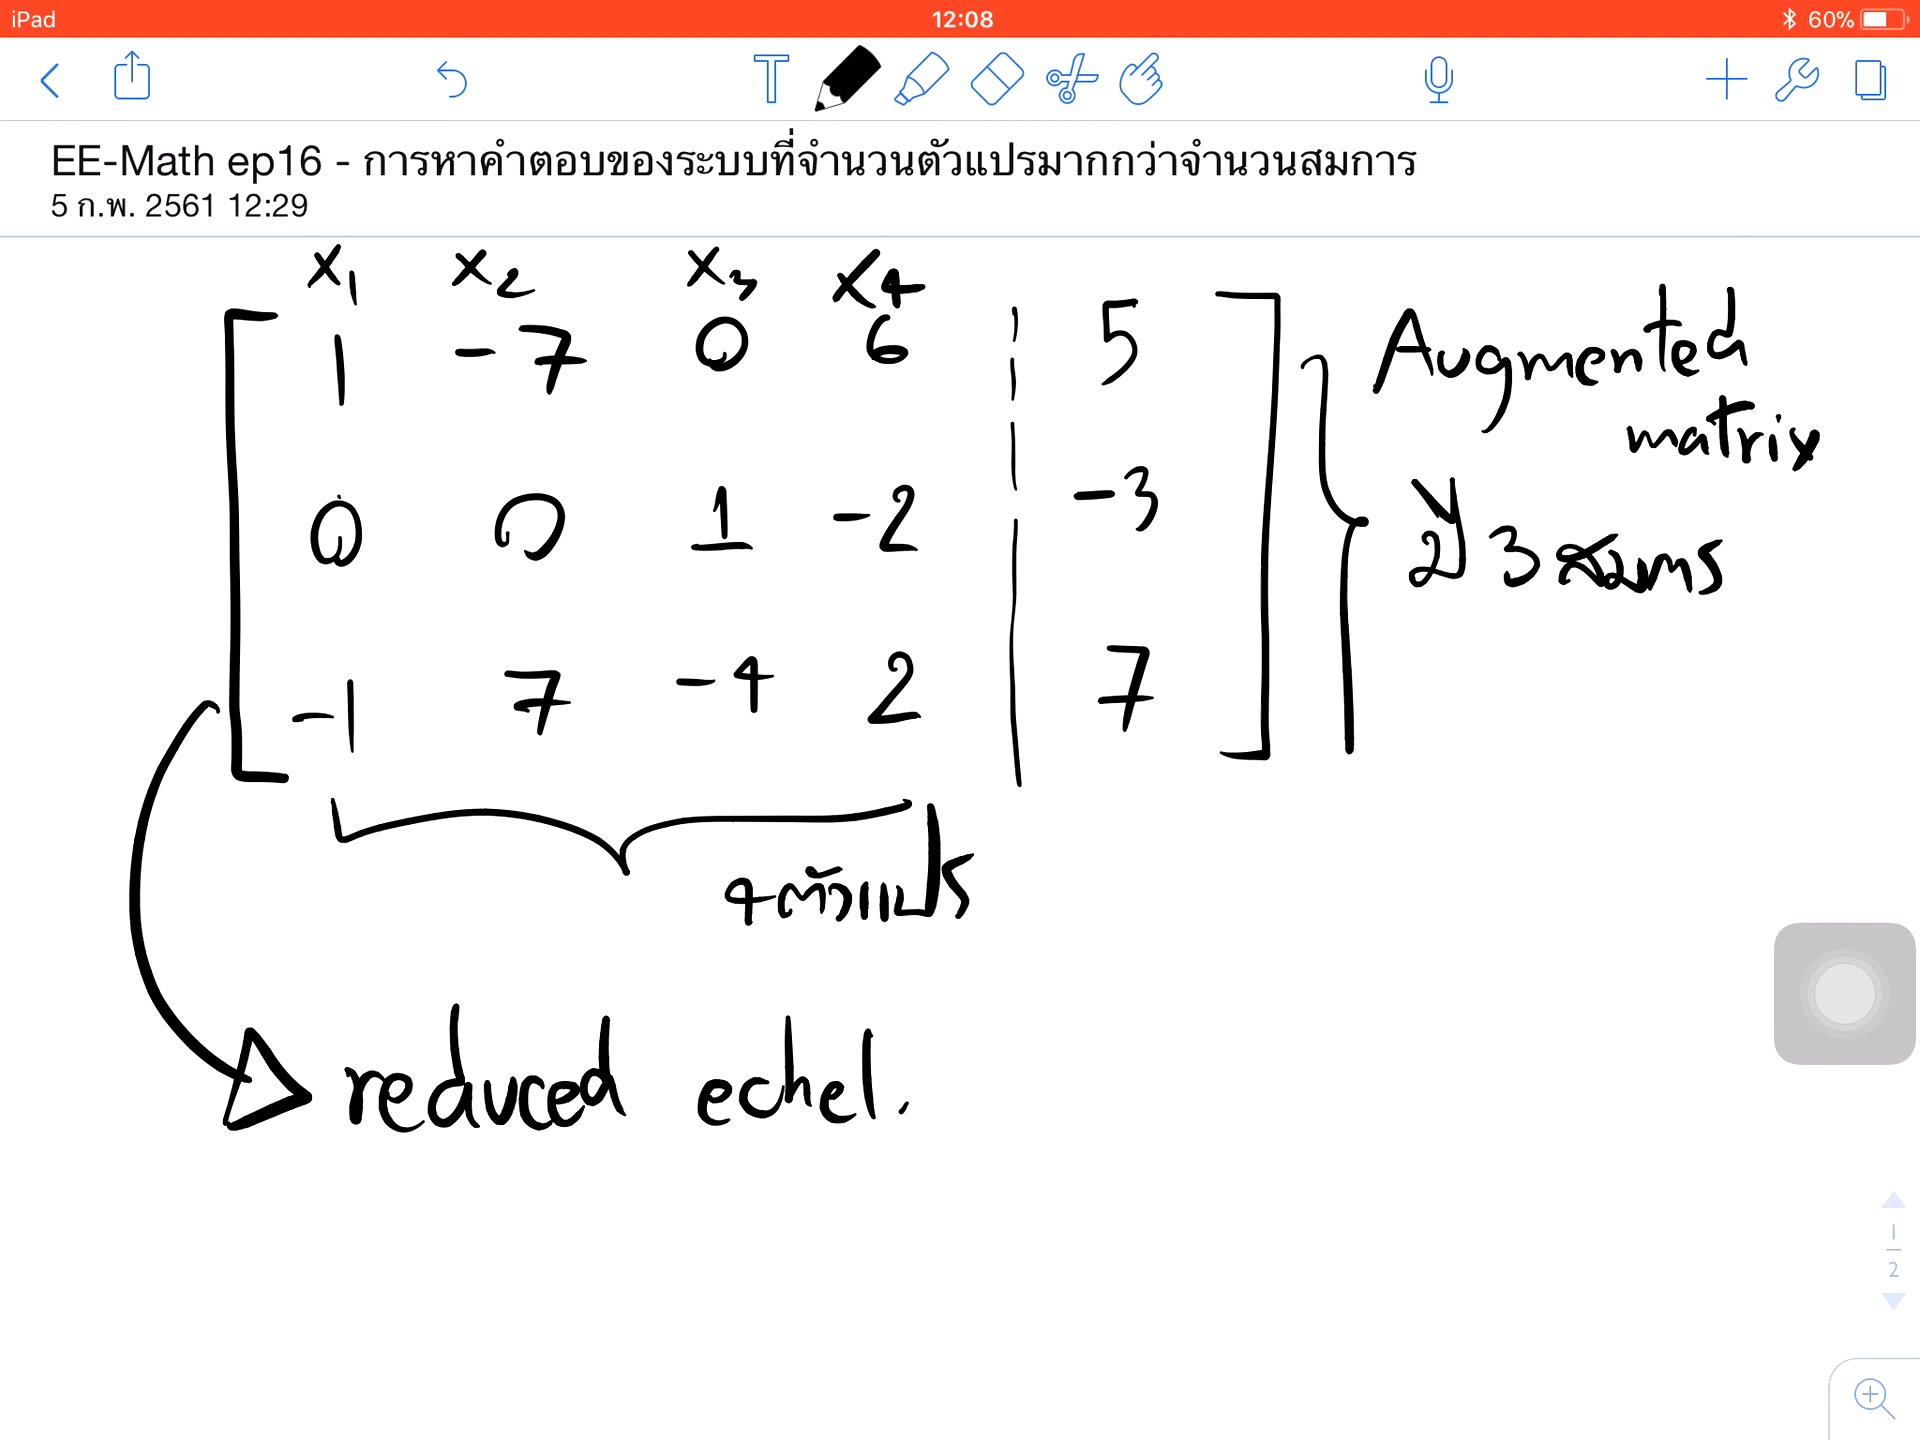 iPad 12:08 60%
T
EE-Math ep16 - การหาคำตอบของระบบที่จำนวนตัวแปรมากกว่าจำนวนสมการ
5 ก.พ. 2561 12:29
x₁ x₂ x₃ x₄
1 -7 0 6 5
0 0 1 -2 -3
-1 7 -4 2 7
Augmented
matrix
มี 3 สมการ
4 ตัวแปร
reduced echel.
1
2